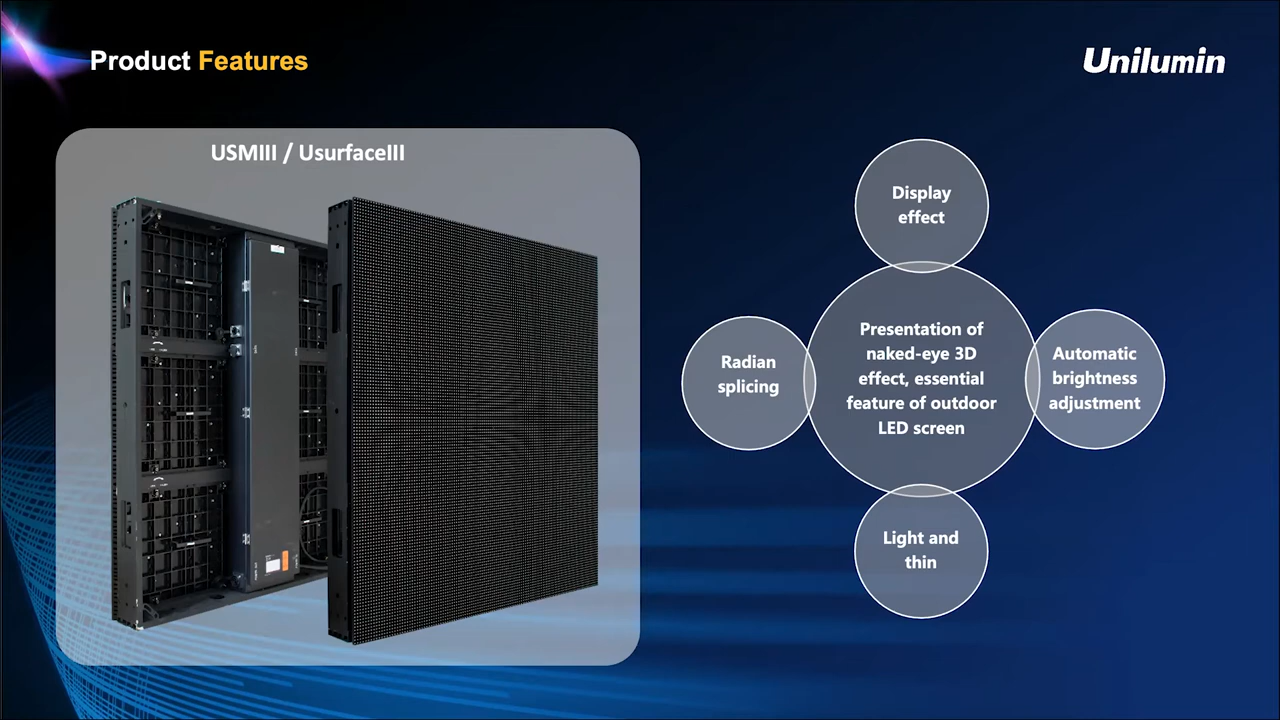 Product Features
Unilumin
USMIII / UsurfaceIII
Display
effect
Presentation of
naked-eye 3D
effect, essential
feature of outdoor
LED screen
Radian
splicing
Automatic
brightness
adjustment
Light and
thin